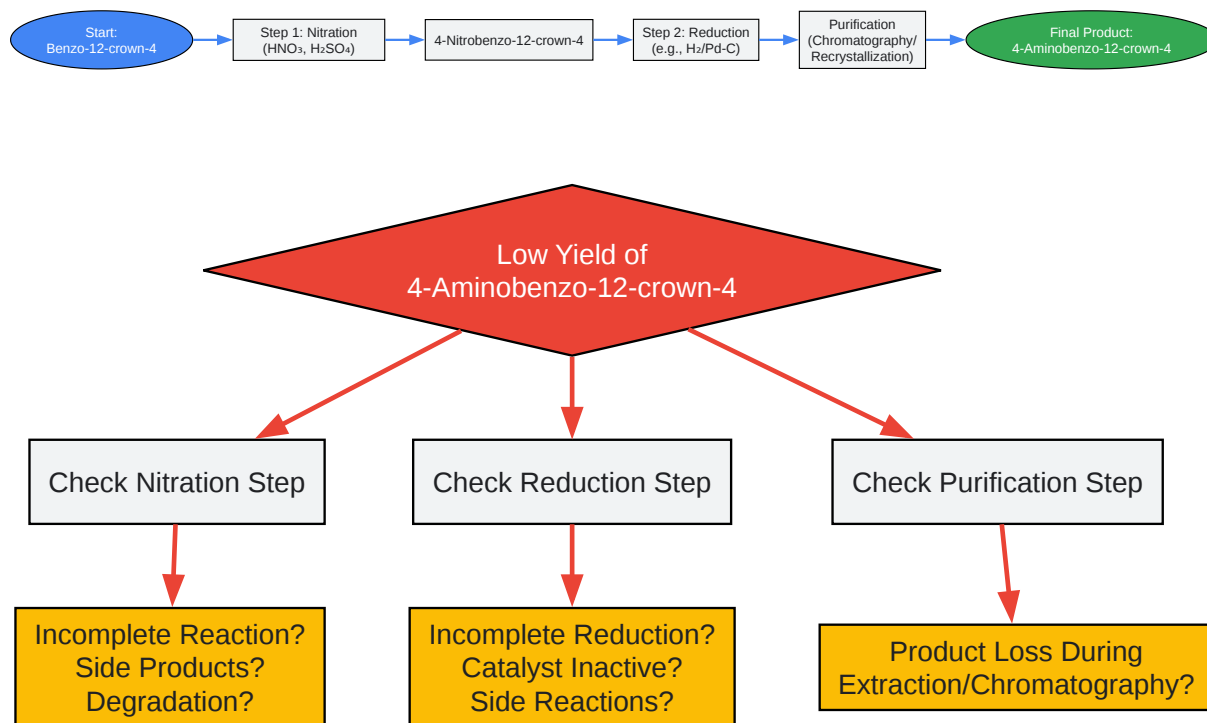 Start:
Benzo-12-crown-4
Step 1: Nitration
(HNO₃, H₂SO₄)
4-Nitrobenzo-12-crown-4
Step 2: Reduction
(e.g., H₂/Pd-C)
Purification
(Chromatography/
Recrystallization)
Final Product:
4-Aminobenzo-12-crown-4
Low Yield of
4-Aminobenzo-12-crown-4
Check Nitration Step
Check Reduction Step
Check Purification Step
Incomplete Reaction?
Side Products?
Degradation?
Incomplete Reduction?
Catalyst Inactive?
Side Reactions?
Product Loss During
Extraction/Chromatography?